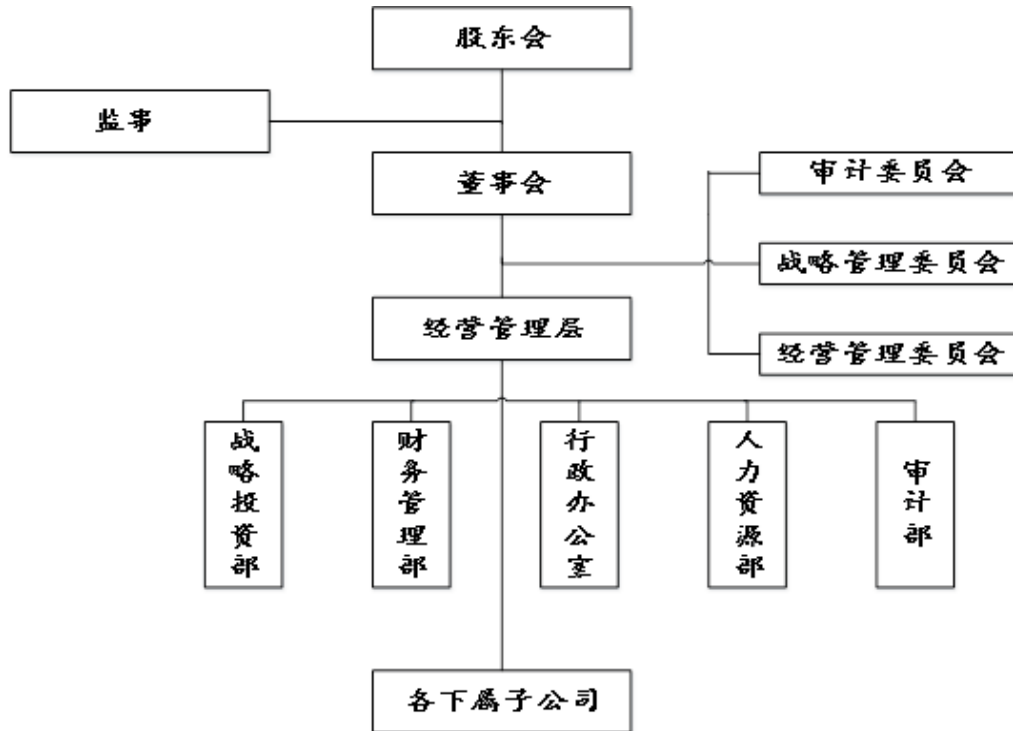 股东会
监事
董事会
审计委员会
战略管理委员会
经营管理层
经营管理委员会
战略投资部
财务管理部
行政办公室
人力资源部
审计部
各下属子公司